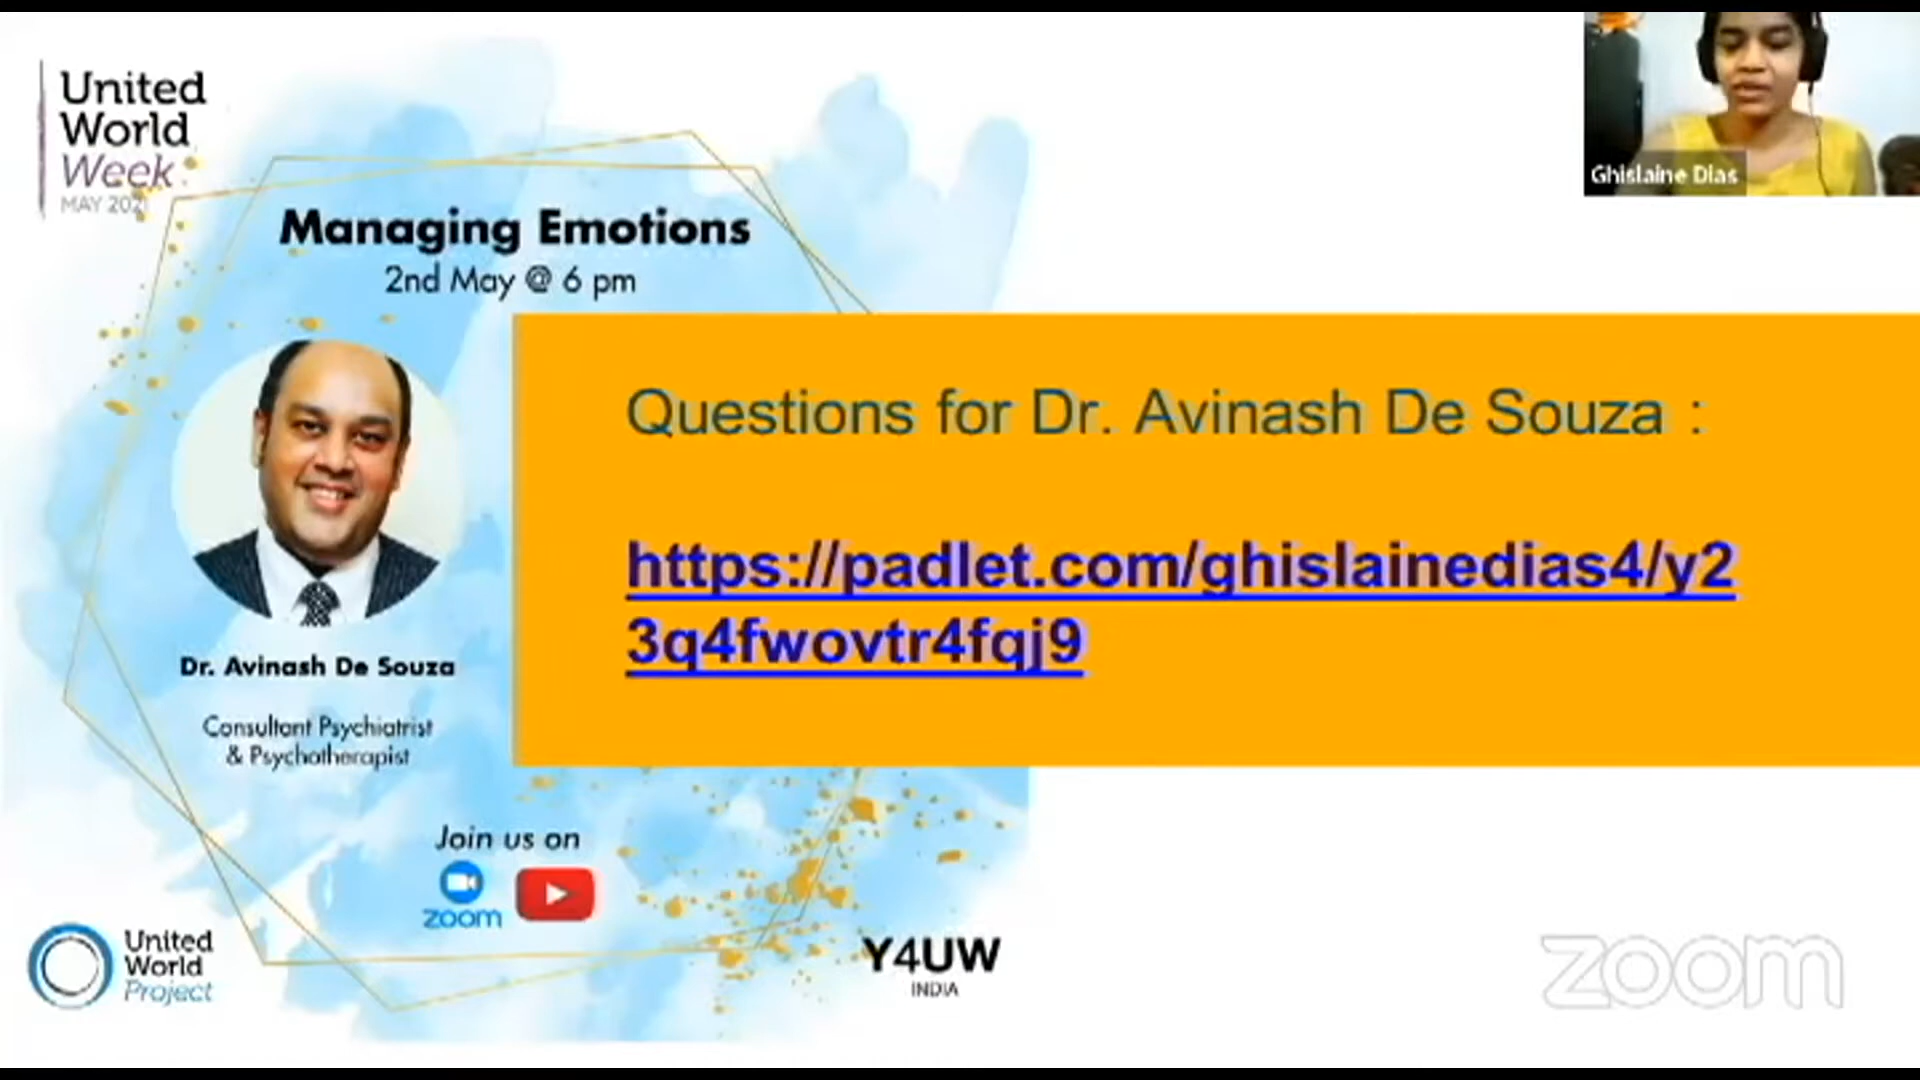 United
World
Week
MAY 2021
Managing Emotions
2nd May @ 6 pm
Dr. Avinash De Souza
Consultant Psychiatrist
& Psychotherapist
Join us on
zoom
United
World
Project
Y4UW
INDIA
Questions for Dr. Avinash De Souza :
https://padlet.com/ghislainedias4/y2
3q4fwovtr4fqj9
Ghislaine Dias
zoom